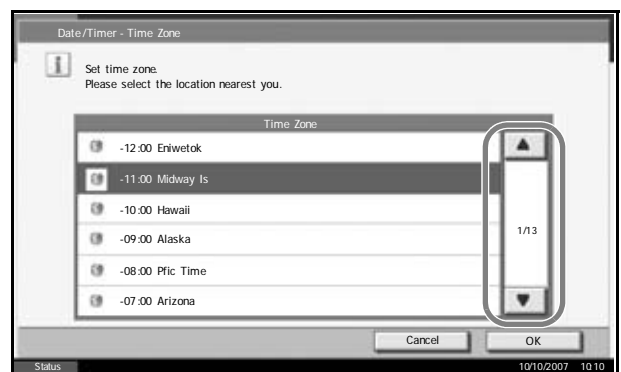 Date/Timer - Time Zone
i
Set time zone.
Please select the location nearest you.
Time Zone
-12:00 Eniwetok
-11:00 Midway Is
-10:00 Hawaii
-09:00 Alaska
-08:00 Pfic Time
-07:00 Arizona
1/13
Cancel
OK
Status
10/10/2007 10:10